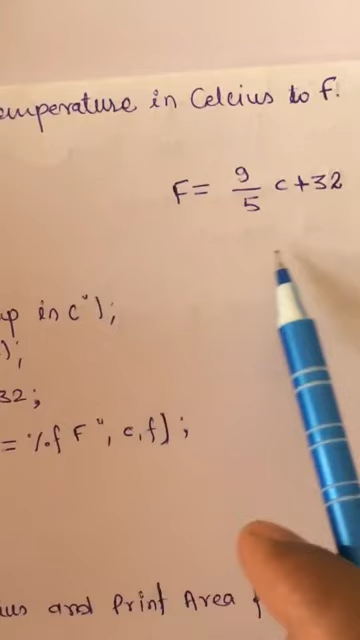 emperature in Celcius to F.
F = 9/5 C + 32
p in C");
);
32;
= %f F", c, f);
us and Print Area